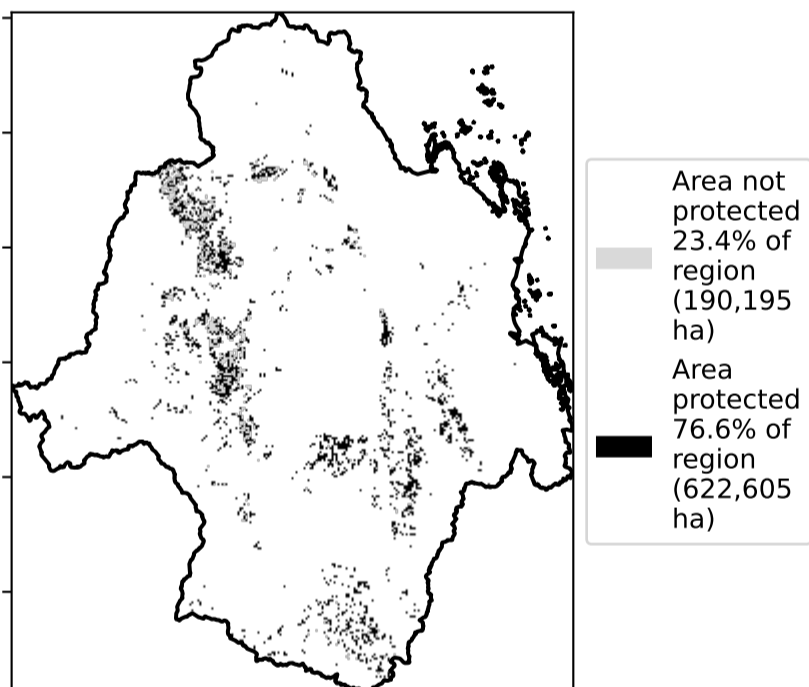 Area not
protected
23.4% of
region
(190,195
ha)
Area
protected
76.6% of
region
(622,605
ha)